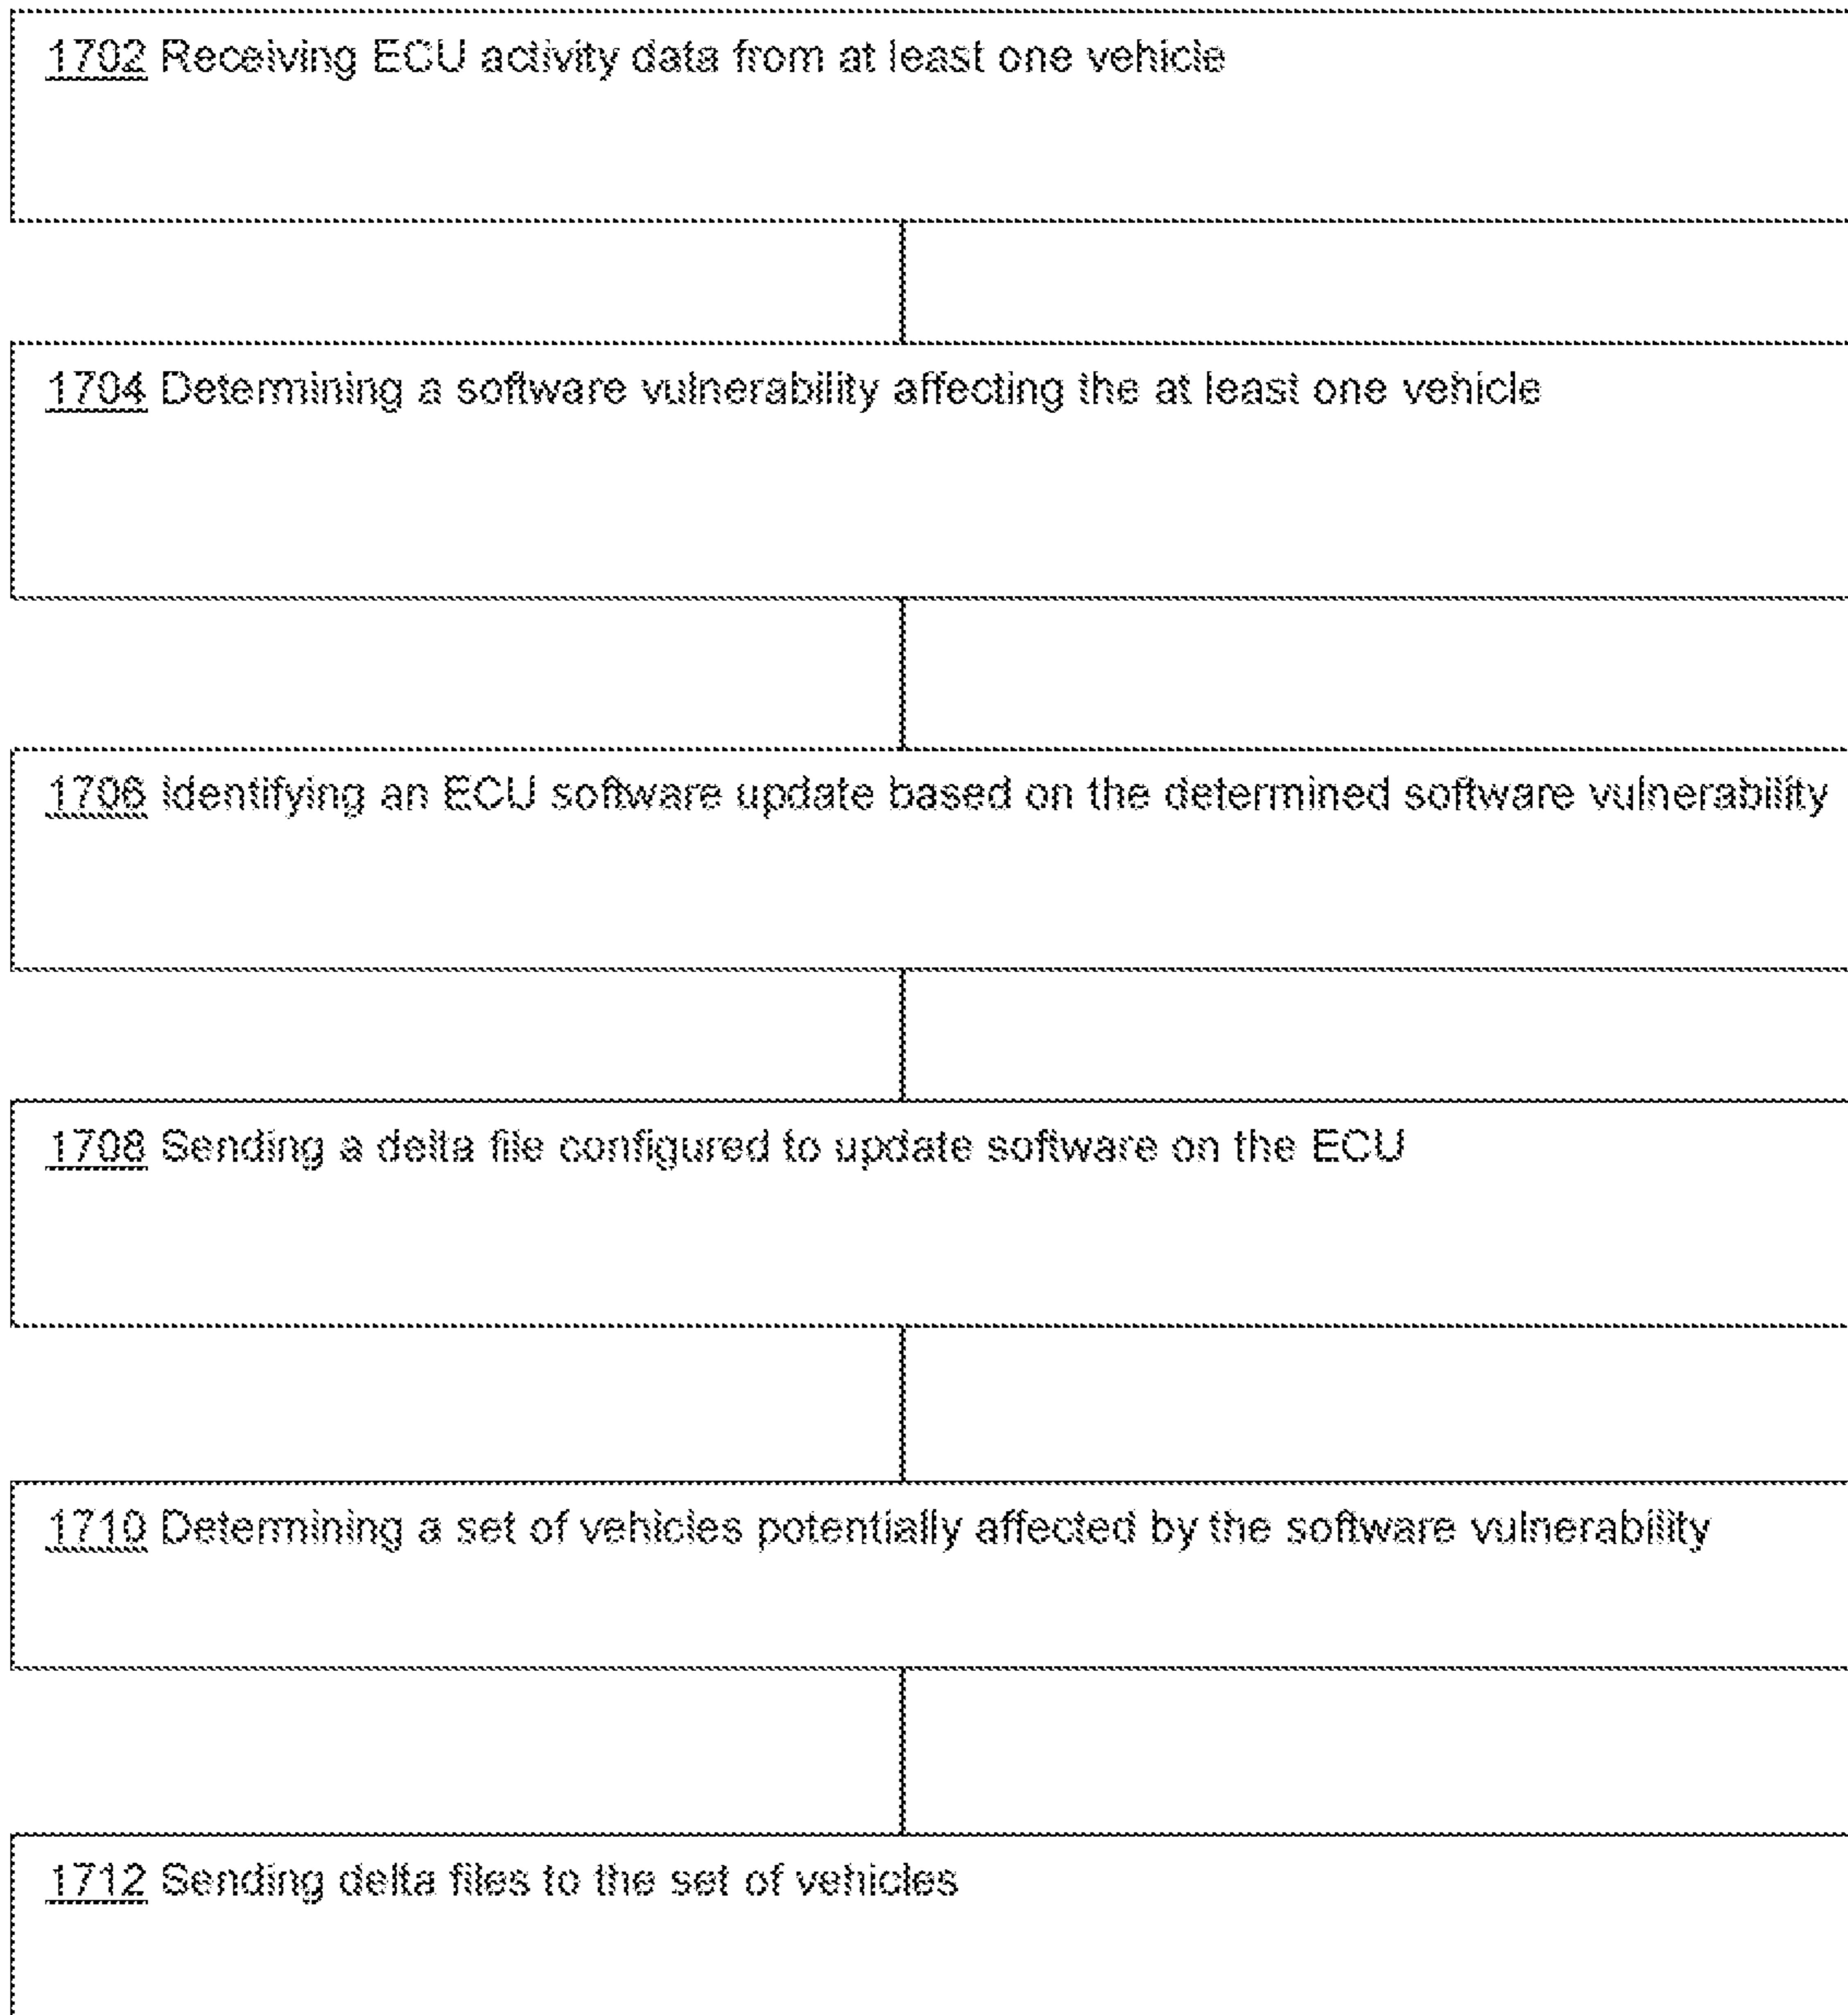 1702 Receiving ECU activity data from at least one vehicle
1704 Determining a software vulnerability affecting the at least one vehicle
1706 Identifying an ECU software update based on the determined software vulnerability
1708 Sending a delta file configured to update software on the ECU
1710 Determining a set of vehicles potentially affected by the software vulnerability
1712 Sending delta files to the set of vehicles